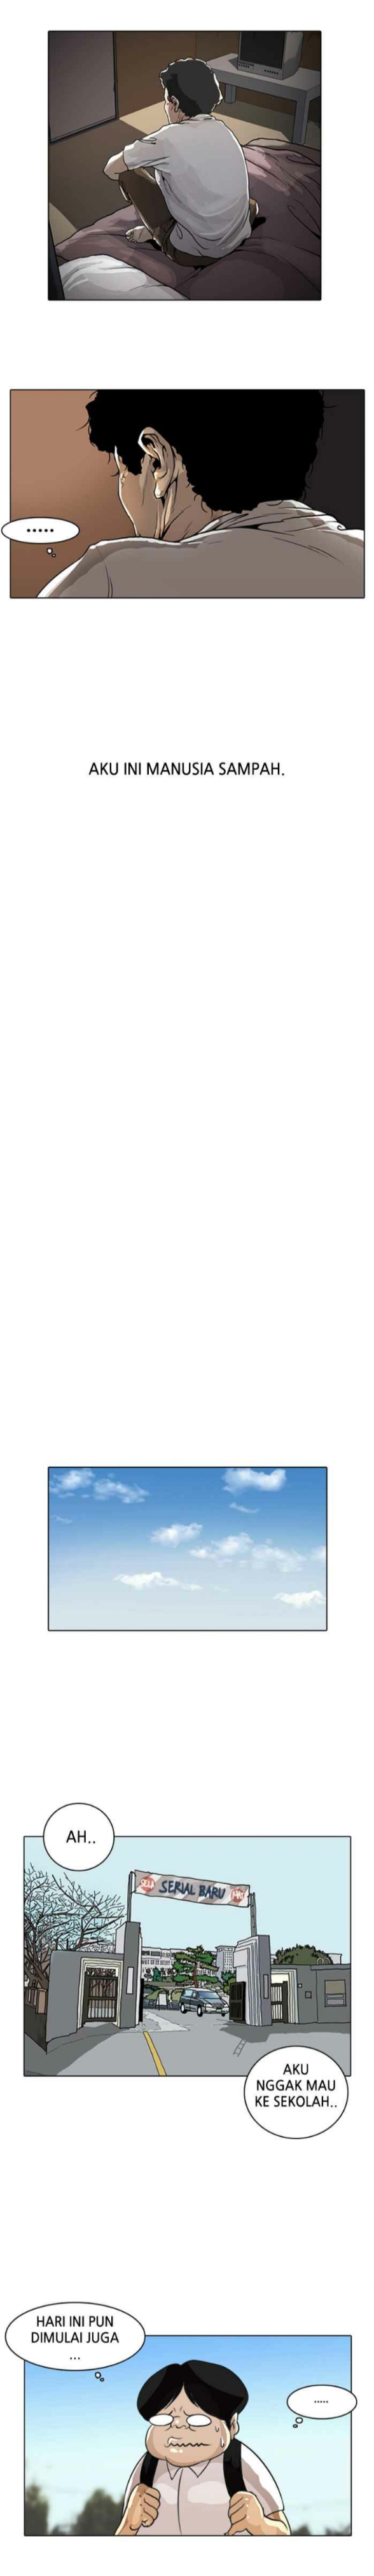 .....
AKU INI MANUSIA SAMPAH.
AH..
SERIAL BARU
AKU
NGGAK MAU
KE SEKOLAH..
HARI INI PUN
DIMULAI JUGA
...
.....